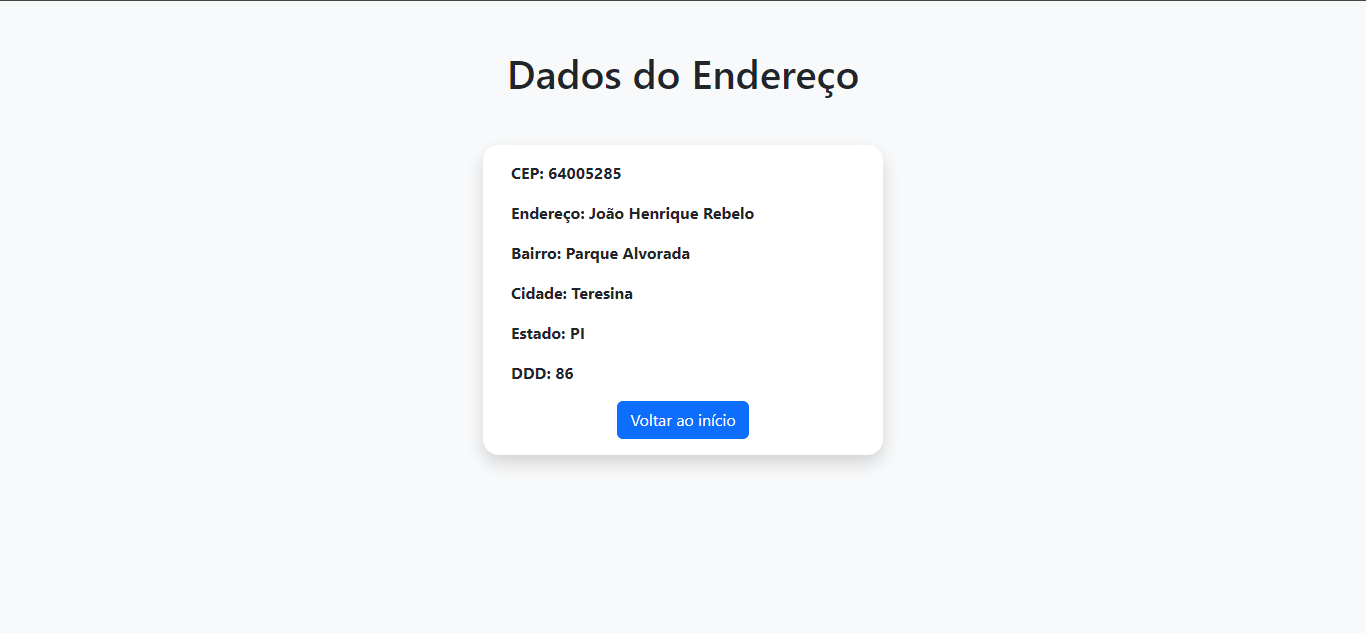 Dados do Endereço
CEP: 64005285
Endereço: João Henrique Rebelo
Bairro: Parque Alvorada
Cidade: Teresina
Estado: PI
DDD: 86
Voltar ao início